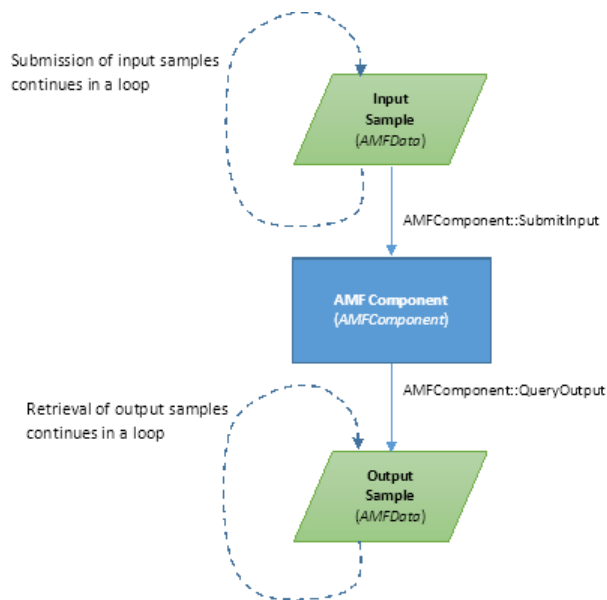 Submission of input samples
continues in a loop
Input
Sample
(AMFData)
AMFComponent::SubmitInput
AMF Component
(AMFComponent)
AMFComponent::QueryOutput
Retrieval of output samples
continues in a loop
Output
Sample
(AMFData)